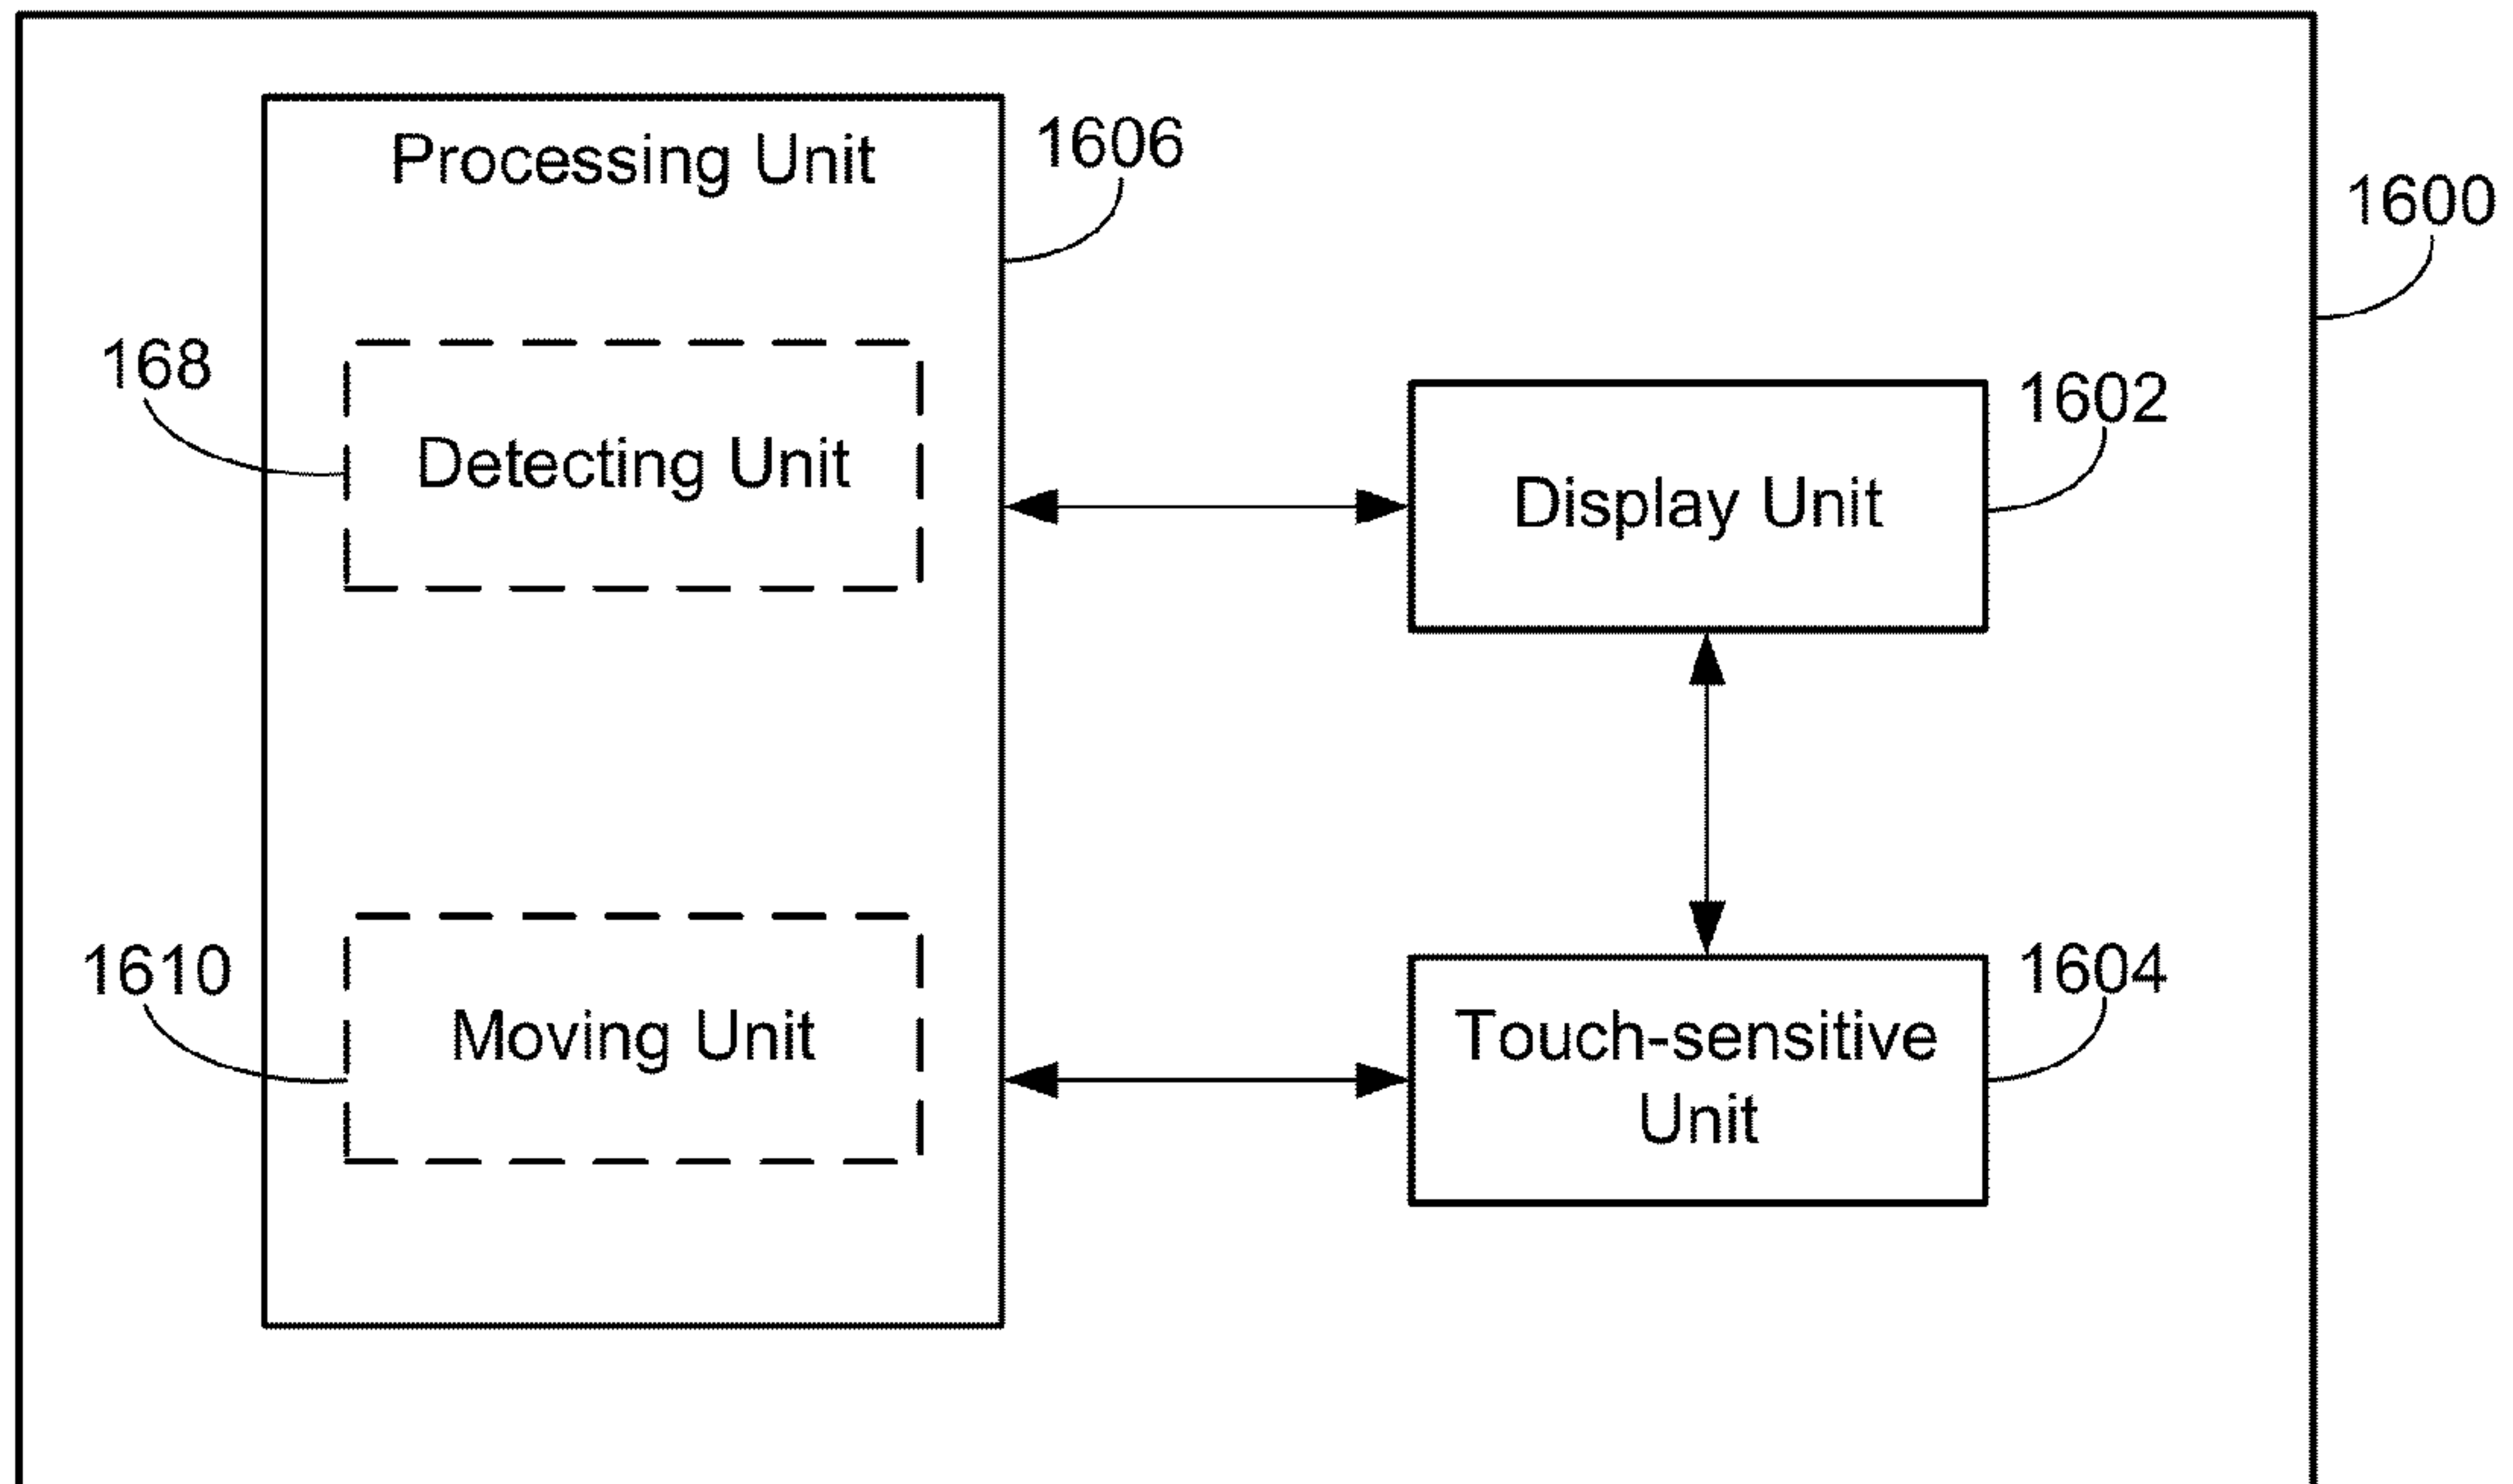 Processing Unit
1606
1600
168
Detecting Unit
1602
Display Unit
1610
Moving Unit
1604
Touch-sensitive
Unit